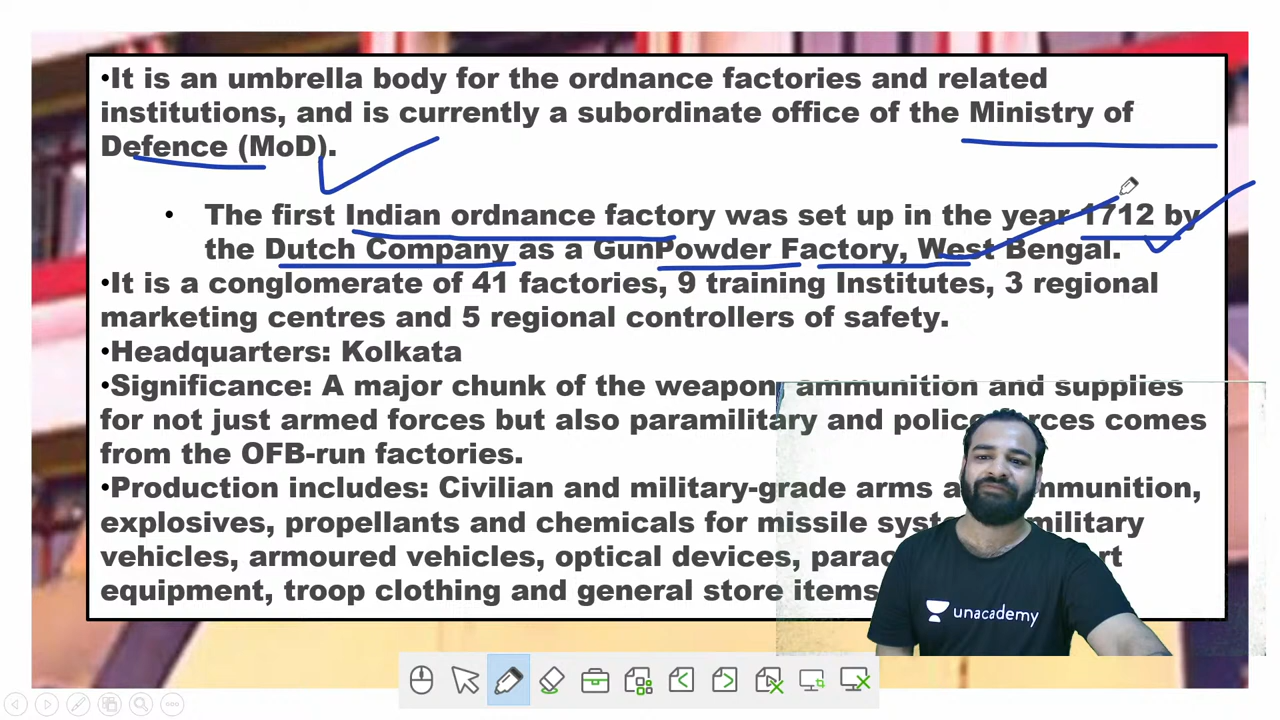 •It is an umbrella body for the ordnance factories and related
institutions, and is currently a subordinate office of the Ministry of
Defence (MoD).
• The first Indian ordnance factory was set up in the year 1712 by
the Dutch Company as a GunPowder Factory, West Bengal.
•It is a conglomerate of 41 factories, 9 training Institutes, 3 regional
marketing centres and 5 regional controllers of safety.
•Headquarters: Kolkata
•Significance: A major chunk of the weapon, ammunition and supplies
for not just armed forces but also paramilitary and police forces comes
from the OFB-run factories.
•Production includes: Civilian and military-grade arms ammunition,
explosives, propellants and chemicals for missile military
vehicles, armoured vehicles, optical devices,
equipment, troop clothing and general store items
unacademy